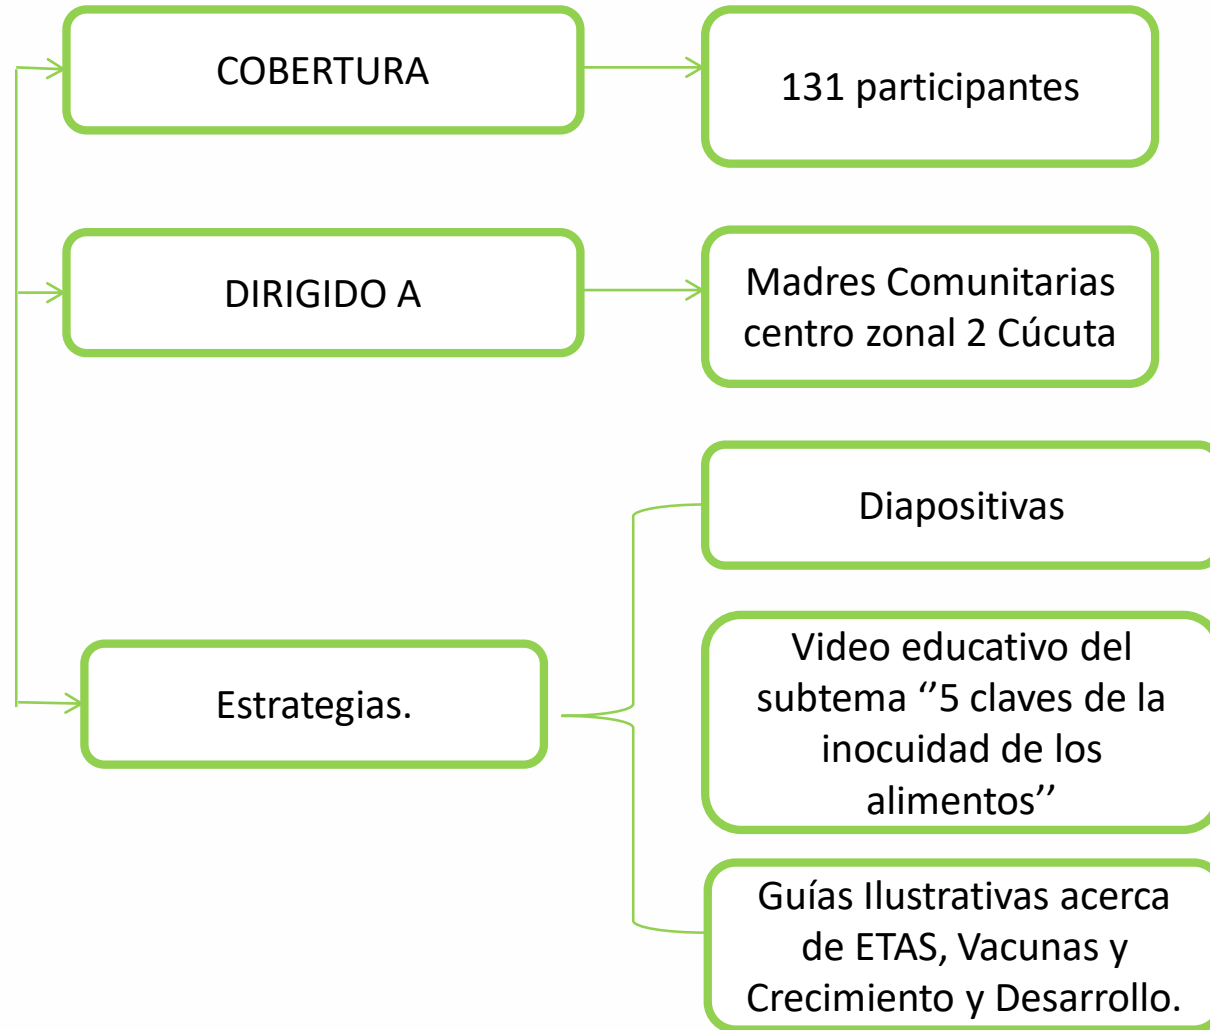 COBERTURA
131 participantes
DIRIGIDO A
Madres Comunitarias
centro zonal 2 Cúcuta
Estrategias.
Diapositivas
Video educativo del
subtema ‘’5 claves de la
inocuidad de los
alimentos’’
Guías Ilustrativas acerca
de ETAS, Vacunas y
Crecimiento y Desarrollo.